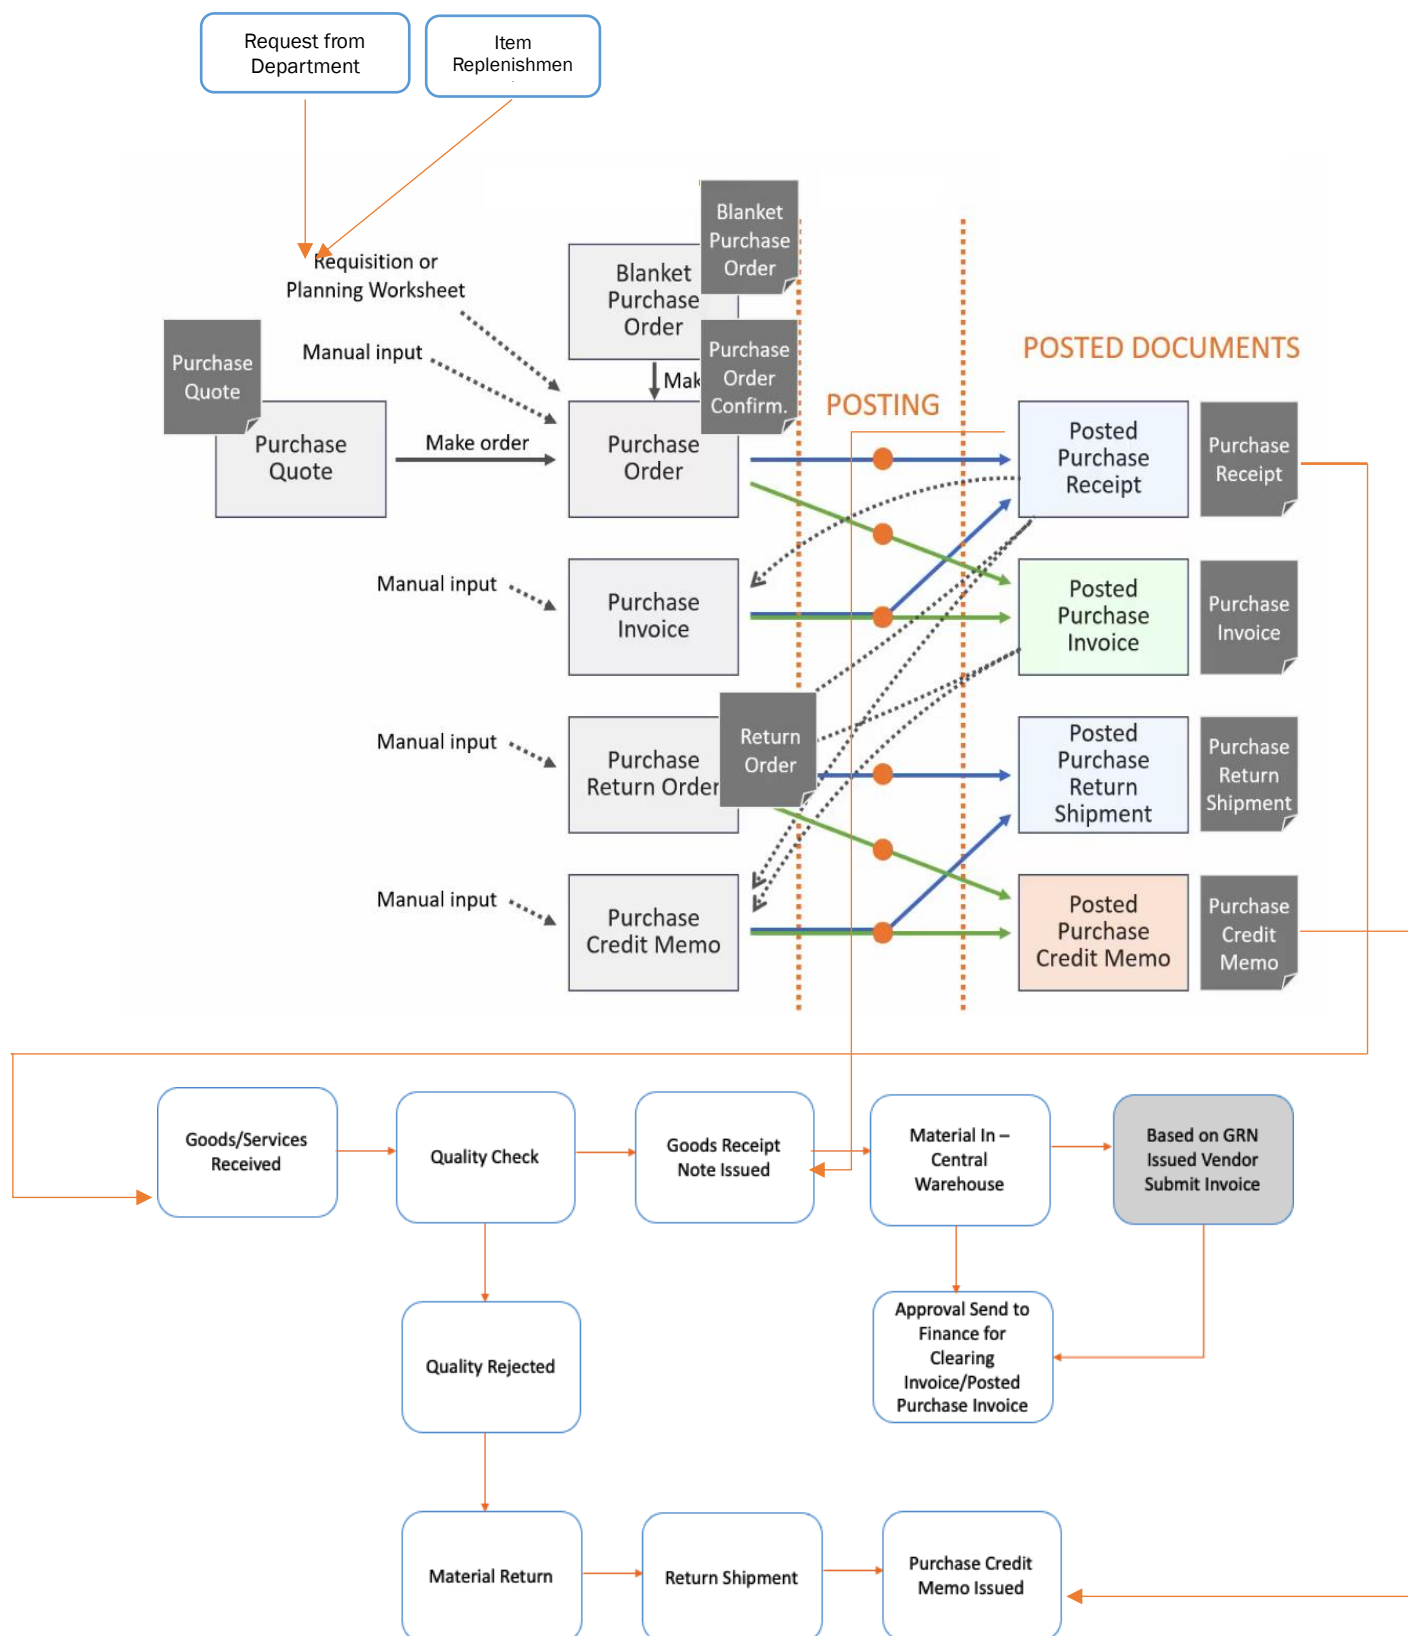 Request from
Department
Item
Replenishmen
Requisition or
Planning Worksheet
Manual input
Purchase
Quote
Purchase
Quote
Make order
Blanket
Purchase
Order
Blanket
Purchase
Order
Mak
Purchase
Order
Confirm.
Purchase
Order
POSTING
POSTED DOCUMENTS
Posted
Purchase
Receipt
Purchase
Receipt
Manual input
Purchase
Invoice
Posted
Purchase
Invoice
Purchase
Invoice
Manual input
Purchase
Return Order
Return
Order
Posted
Purchase
Return
Shipment
Purchase
Return
Shipment
Manual input
Purchase
Credit Memo
Posted
Purchase
Credit Memo
Purchase
Credit
Memo
Goods/Services
Received
Quality Check
Goods Receipt
Note Issued
Material In –
Central
Warehouse
Based on GRN
Issued Vendor
Submit Invoice
Quality Rejected
Approval Send to
Finance for
Clearing
Invoice/Posted
Purchase Invoice
Material Return
Return Shipment
Purchase Credit
Memo Issued